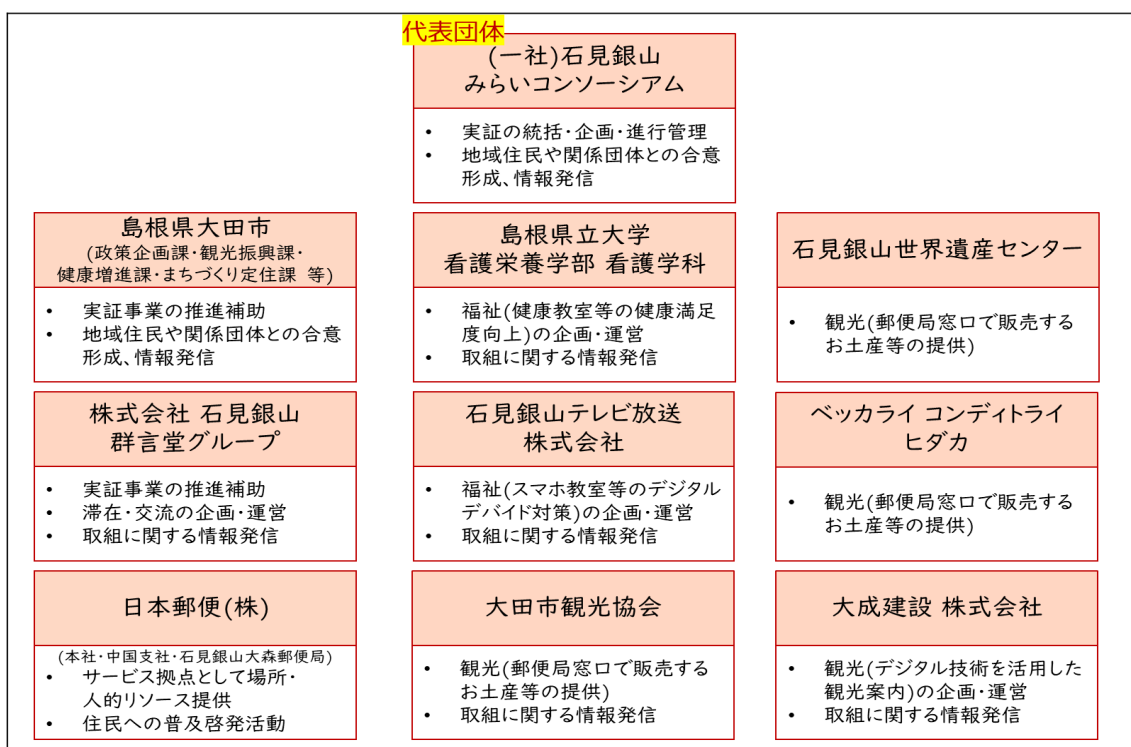 代表団体
(一社)石見銀山
みらいコンソーシアム
• 実証の統括・企画・進行管理
• 地域住民や関係団体との合意
形成、情報発信
島根県大田市
(政策企画課・観光振興課・
健康増進課・まちづくり定住課 等)
• 実証事業の推進補助
• 地域住民や関係団体との合意
形成、情報発信
島根県立大学
看護栄養学部 看護学科
• 福祉(健康教室等の健康満足
度向上)の企画・運営
• 取組に関する情報発信
石見銀山世界遺産センター
• 観光(郵便局窓口で販売する
お土産等の提供)
株式会社 石見銀山
群言堂グループ
• 実証事業の推進補助
• 滞在・交流の企画・運営
• 取組に関する情報発信
石見銀山テレビ放送
株式会社
• 福祉(スマホ教室等のデジタル
デバイド対策)の企画・運営
• 取組に関する情報発信
ベッカライ コンディトライ
ヒダカ
• 観光(郵便局窓口で販売する
お土産等の提供)
日本郵便(株)
(本社・中国支社・石見銀山大森郵便局)
• サービス拠点として場所・
人的リソース提供
• 住民への普及啓発活動
大田市観光協会
• 観光(郵便局窓口で販売する
お土産等の提供)
• 取組に関する情報発信
大成建設 株式会社
• 観光(デジタル技術を活用した
観光案内)の企画・運営
• 取組に関する情報発信